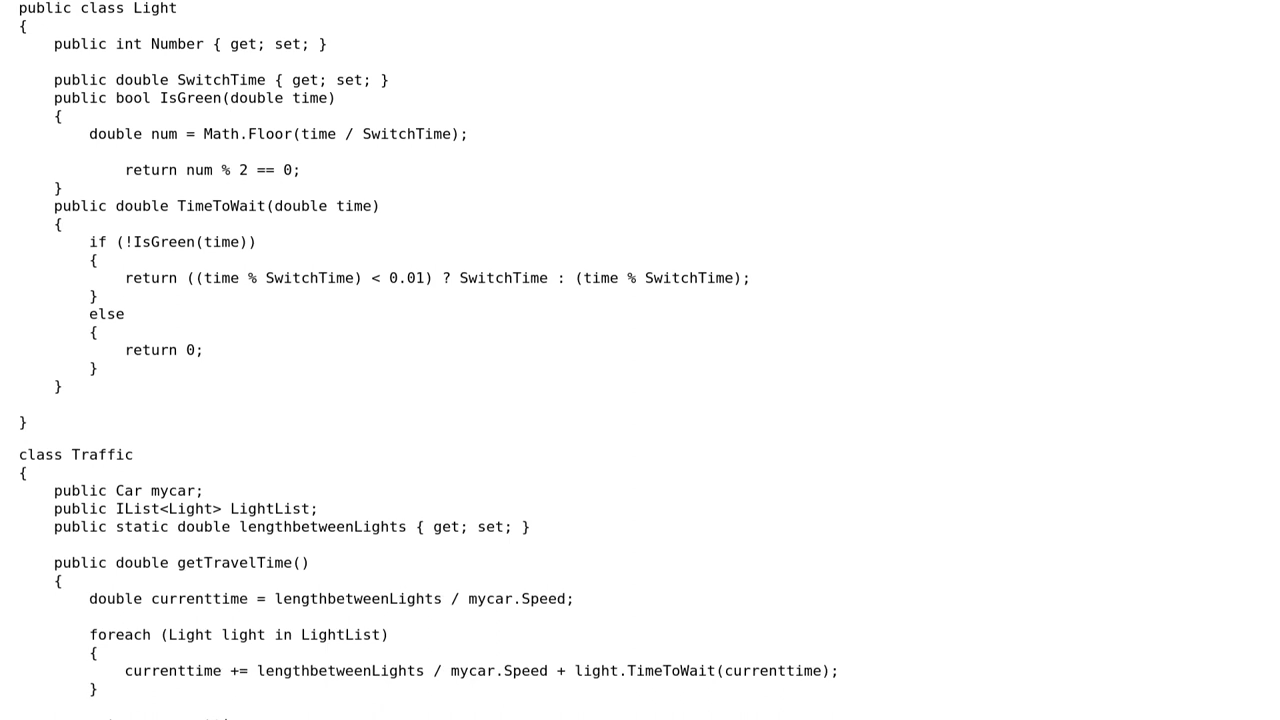 public class Light
{
    public int Number { get; set; }
    public double SwitchTime { get; set; }
    public bool IsGreen(double time)
    {
        double num = Math.Floor(time / SwitchTime);
            return num % 2 == 0;
    }
    public double TimeToWait(double time)
    {
        if (!IsGreen(time))
        {
            return ((time % SwitchTime) < 0.01) ? SwitchTime : (time % SwitchTime);
        }
        else
        {
            return 0;
        }
    }
}
class Traffic
{
    public Car mycar;
    public IList<Light> LightList;
    public static double lengthbetweenLights { get; set; }
    public double getTravelTime()
    {
        double currenttime = lengthbetweenLights / mycar.Speed;
        foreach (Light light in LightList)
        {
            currenttime += lengthbetweenLights / mycar.Speed + light.TimeToWait(currenttime);
        }